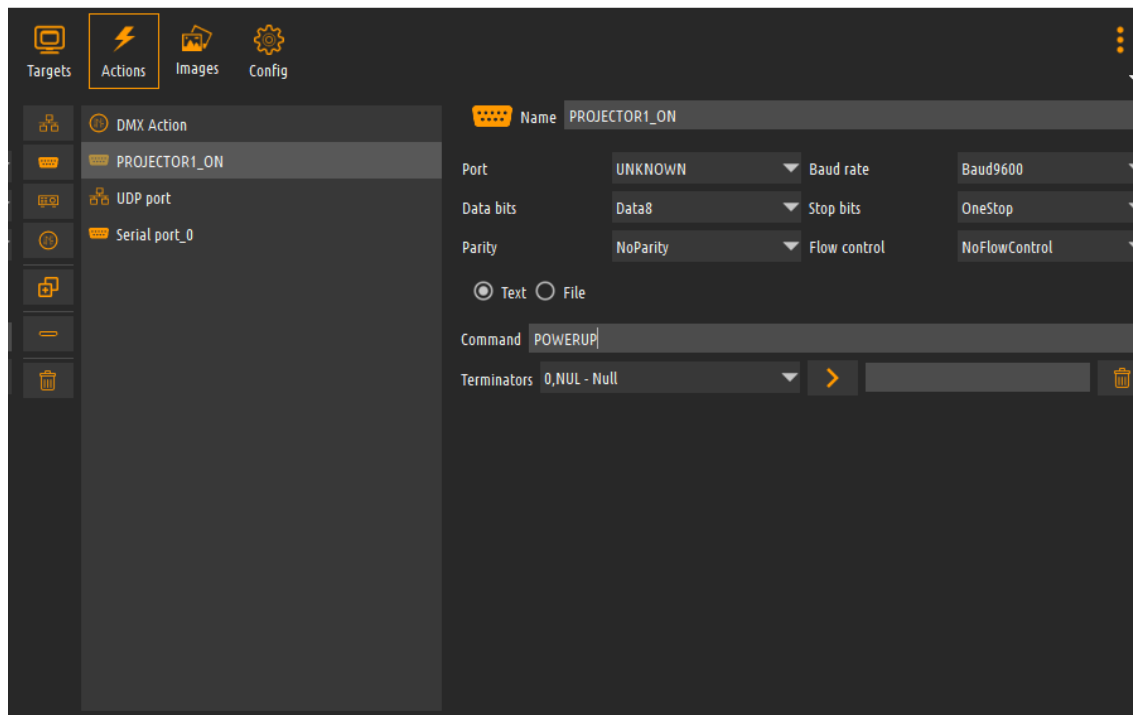 Targets Actions Images Config
DMX Action
PROJECTOR1_ON
UDP port
Serial port_0
Name PROJECTOR1_ON
Port UNKNOWN Baud rate Baud9600
Data bits Data8 Stop bits OneStop
Parity NoParity Flow control NoFlowControl
Text File
Command POWERUP
Terminators 0,NUL - Null